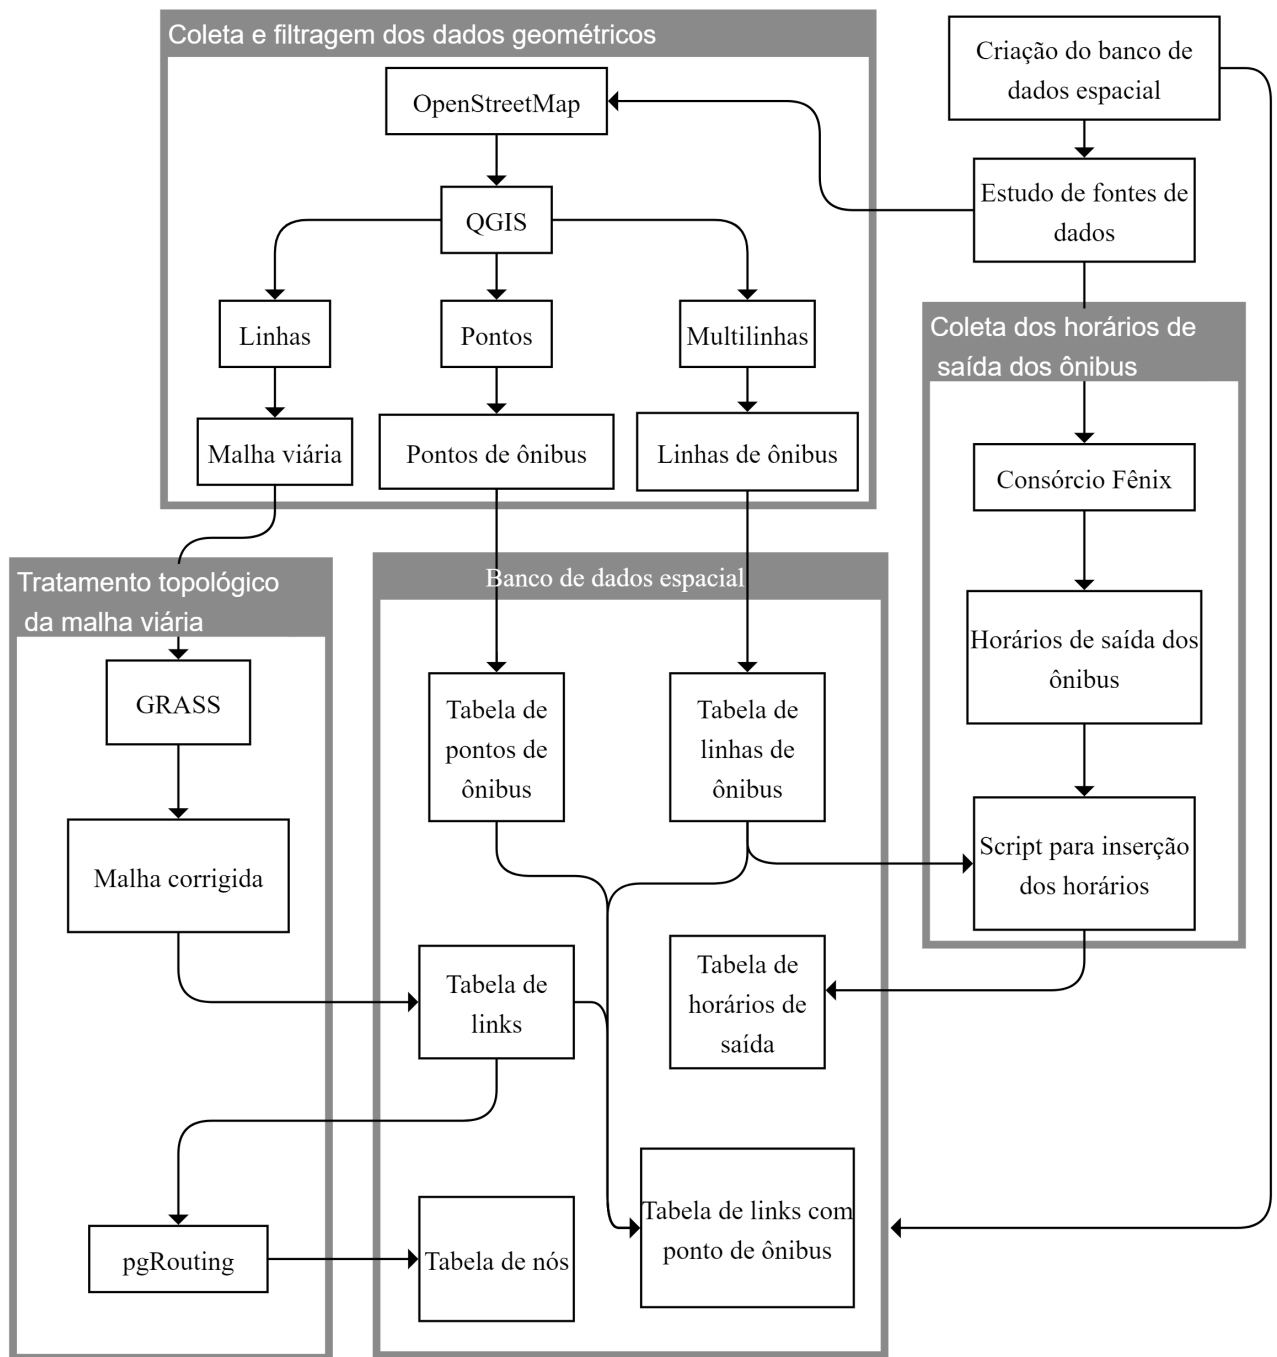 Coleta e filtragem dos dados geométricos
OpenStreetMap
QGIS
Linhas
Pontos
Multilinhas
Malha viária
Pontos de ônibus
Linhas de ônibus
Criação do banco de
dados espacial
Estudo de fontes de
dados
Coleta dos horários de
saída dos ônibus
Consórcio Fênix
Horários de saída dos
ônibus
Script para inserção
dos horários
Tratamento topológico
da malha viária
GRASS
Malha corrigida
pgRouting
Banco de dados espacial
Tabela de
pontos de
ônibus
Tabela de
linhas de
ônibus
Tabela de
links
Tabela de
horários de
saída
Tabela de nós
Tabela de links com
ponto de ônibus